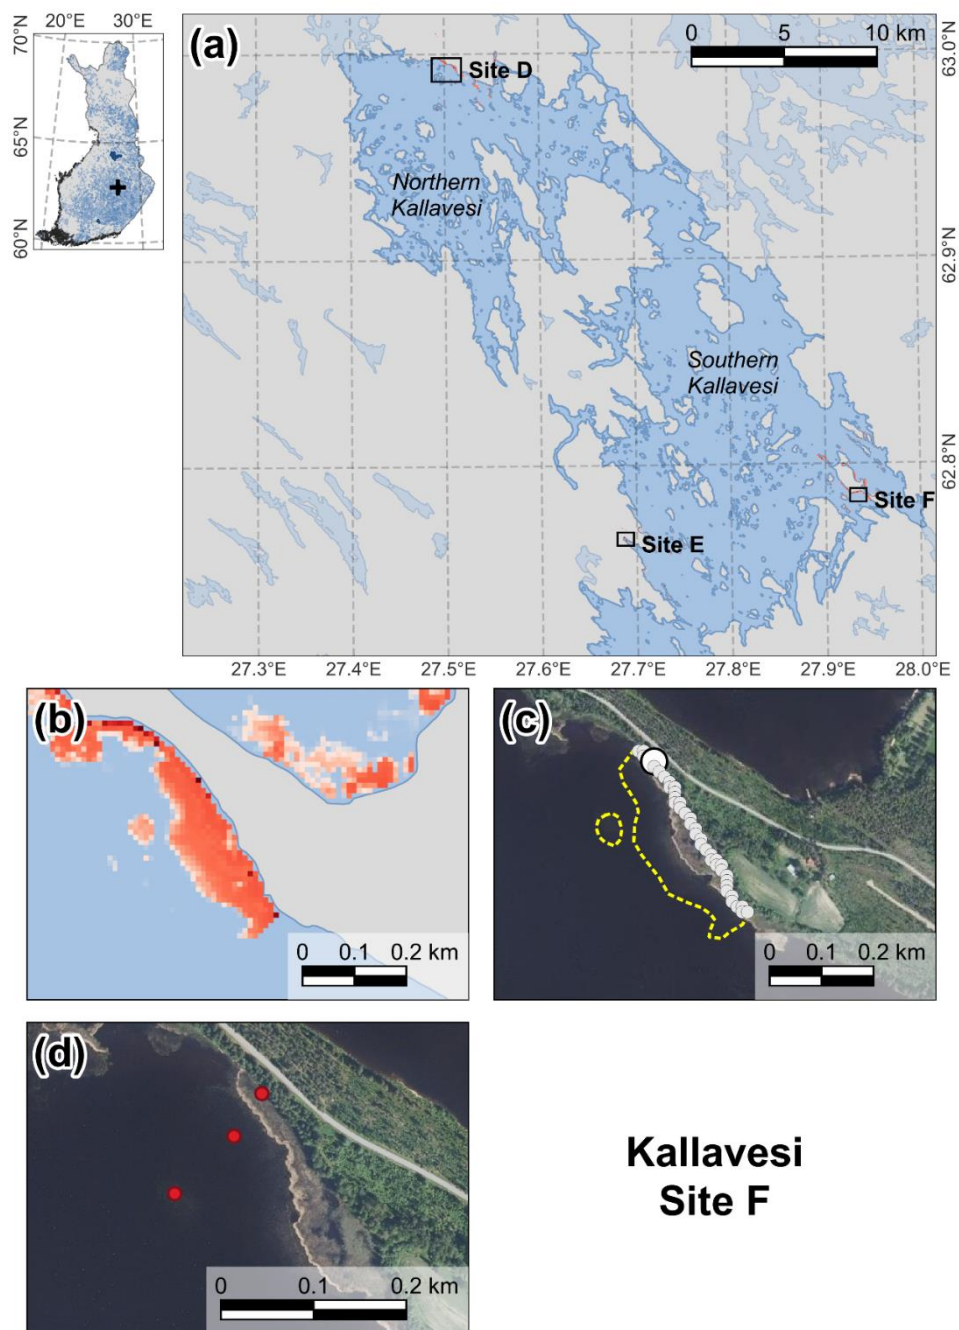 20°E 30°E
70°N
65°N
60°N
(a)
0 5 10 km
63.0°N
62.9°N
62.8°N
Site D
Northern
Kallavesi
Southern
Kallavesi
Site F
Site E
27.3°E 27.4°E 27.5°E 27.6°E 27.7°E 27.8°E 27.9°E 28.0°E
(b)
0 0.1 0.2 km
(c)
0 0.1 0.2 km
(d)
0 0.1 0.2 km
Kallavesi
Site F